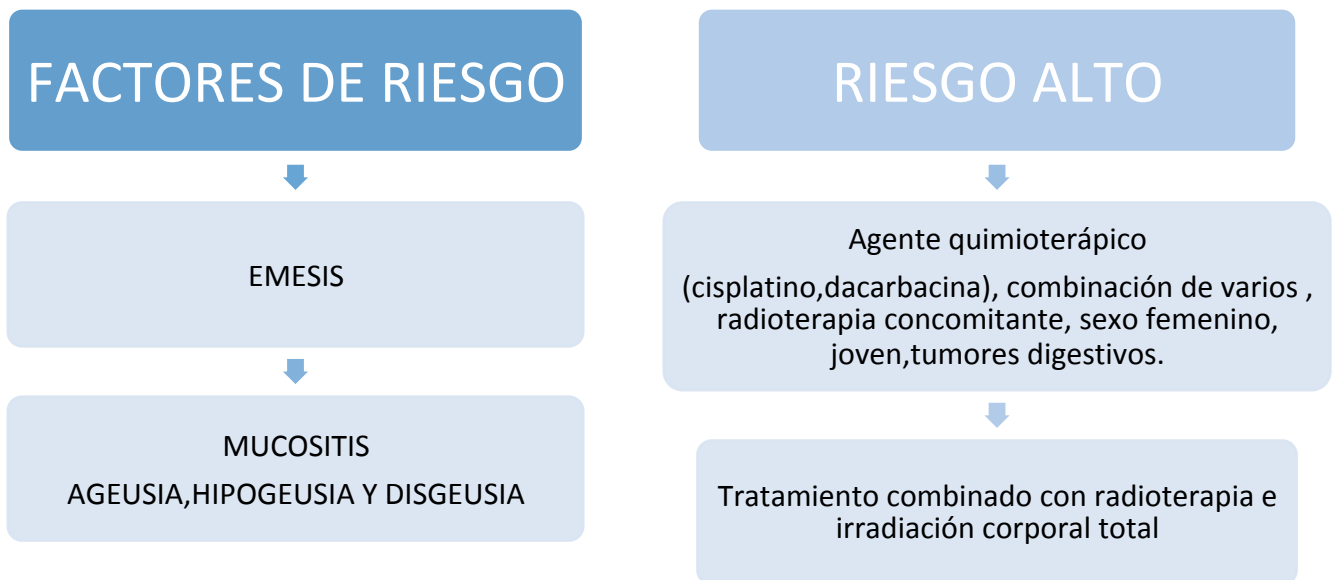 FACTORES DE RIESGO
EMESIS
MUCOSITIS
AGEUSIA,HIPOGEUSIA Y DISGEUSIA
RIESGO ALTO
Agente quimioterápico
(cisplatino,dacarbacina), combinación de varios ,
radioterapia concomitante, sexo femenino,
joven,tumores digestivos.
Tratamiento combinado con radioterapia e
irradiación corporal total